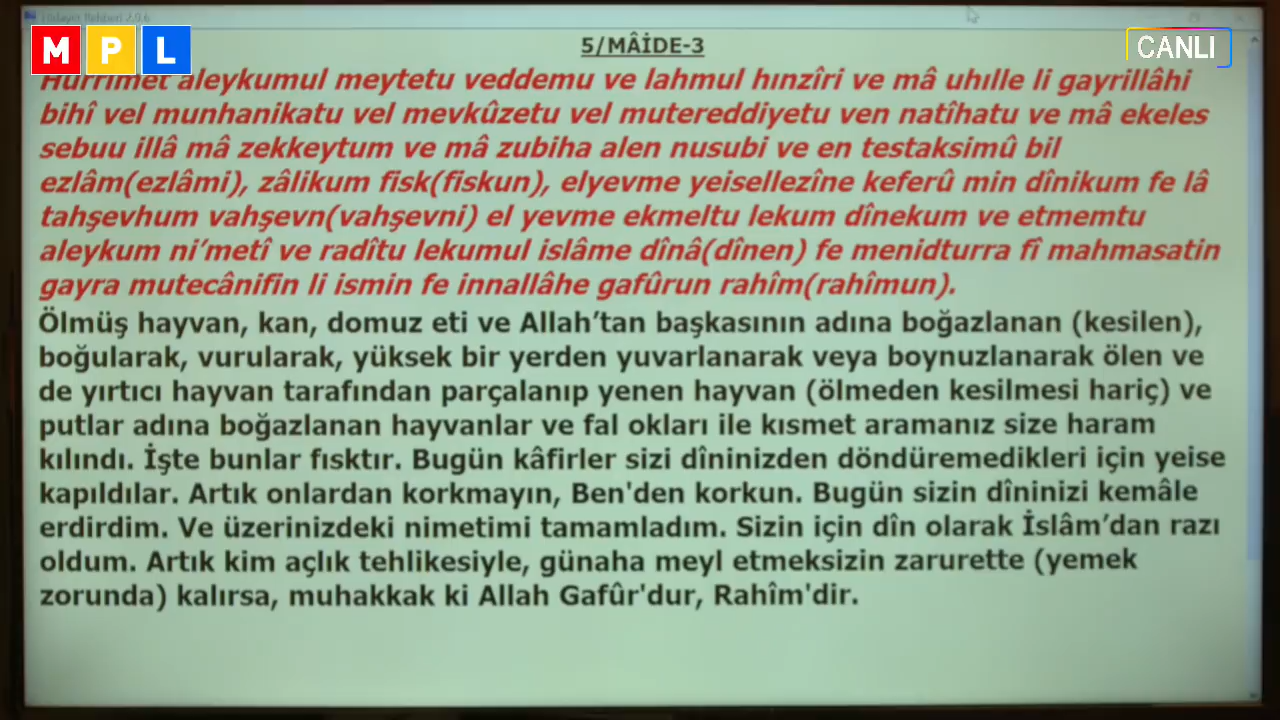 Hidayet Rehberi 2.0.6
MPL
CANLI
5/MÂİDE-3
Hurrimet aleykumul meytetu veddemu ve lahmul hınzîri ve mâ uhılle li gayrillâhi
bihî vel munhanikatu vel mevkûzetu vel mutereddiyetu ven natîhatu ve mâ ekeles
sebuu illâ mâ zekkeytum ve mâ zubiha alen nusubi ve en testaksimû bil
ezlâm(ezlâmi), zâlikum fisk(fiskun), elyevme yeisellezîne keferû min dînikum fe lâ
tahşevhum vahşevn(vahşevni) el yevme ekmeltu lekum dînekum ve etmemtu
aleykum ni’metî ve radîtu lekumul islâme dînâ(dînen) fe menidturra fî mahmasatin
gayra mutecânifin li ismin fe innallâhe gafûrun rahîm(rahîmun).
Ölmüş hayvan, kan, domuz eti ve Allah’tan başkasının adına boğazlanan (kesilen),
boğularak, vurularak, yüksek bir yerden yuvarlanarak veya boynuzlanarak ölen ve
de yırtıcı hayvan tarafından parçalanıp yenen hayvan (ölmeden kesilmesi hariç) ve
putlar adına boğazlanan hayvanlar ve fal okları ile kısmet aramanız size haram
kılındı. İşte bunlar fısktır. Bugün kâfirler sizi dîninizden döndüremedikleri için yeise
kapıldılar. Artık onlardan korkmayın, Ben'den korkun. Bugün sizin dîninizi kemâle
erdirdim. Ve üzerinizdeki nimetimi tamamladım. Sizin için dîn olarak İslâm’dan razı
oldum. Artık kim açlık tehlikesiyle, günaha meyl etmeksizin zarurette (yemek
zorunda) kalırsa, muhakkak ki Allah Gafûr'dur, Rahîm'dir.